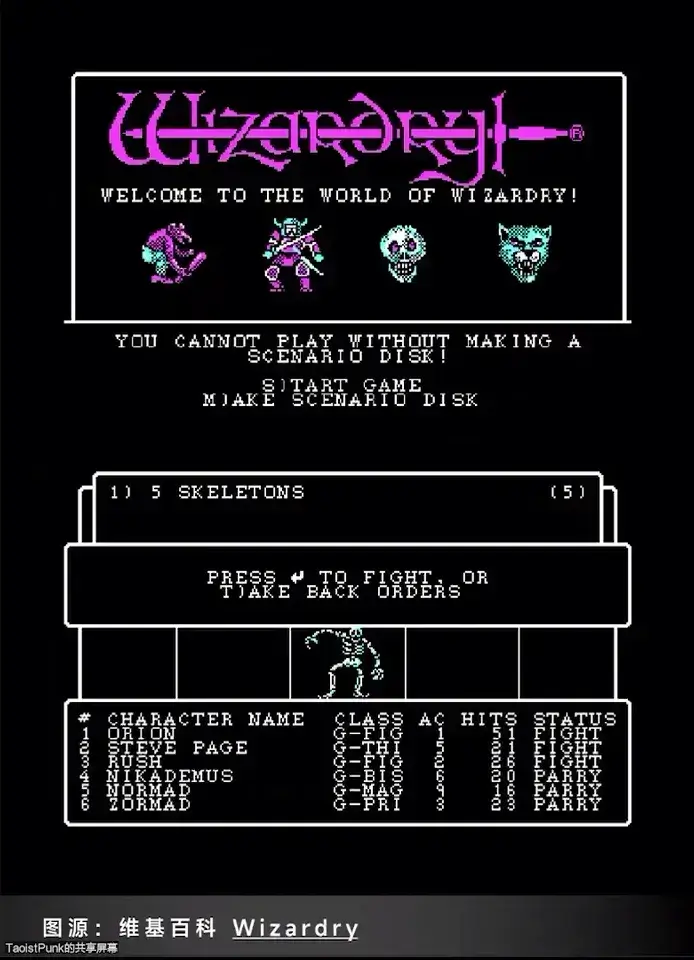 Wizardry®
WELCOME TO THE WORLD OF WIZARDRY!
YOU CANNOT PLAY WITHOUT MAKING A
SCENARIO DISK!
S)TART GAME
M)AKE SCENARIO DISK
1) 5 SKELETONS (5)
PRESS ↵ TO FIGHT, OR
T)AKE BACK ORDERS
# CHARACTER NAME CLASS AC HITS STATUS
1 ORION G-FIG 1 51 FIGHT
2 STEVE PAGE G-THI 5 21 FIGHT
3 RUSH G-FIG 2 26 FIGHT
4 NIKADEMUS G-BIS 6 20 PARRY
5 NORMAD G-MAG 9 16 PARRY
6 ZORMAD G-PRI 3 23 PARRY
图源：维基百科 Wizardry
TaoistPunk的共享屏幕